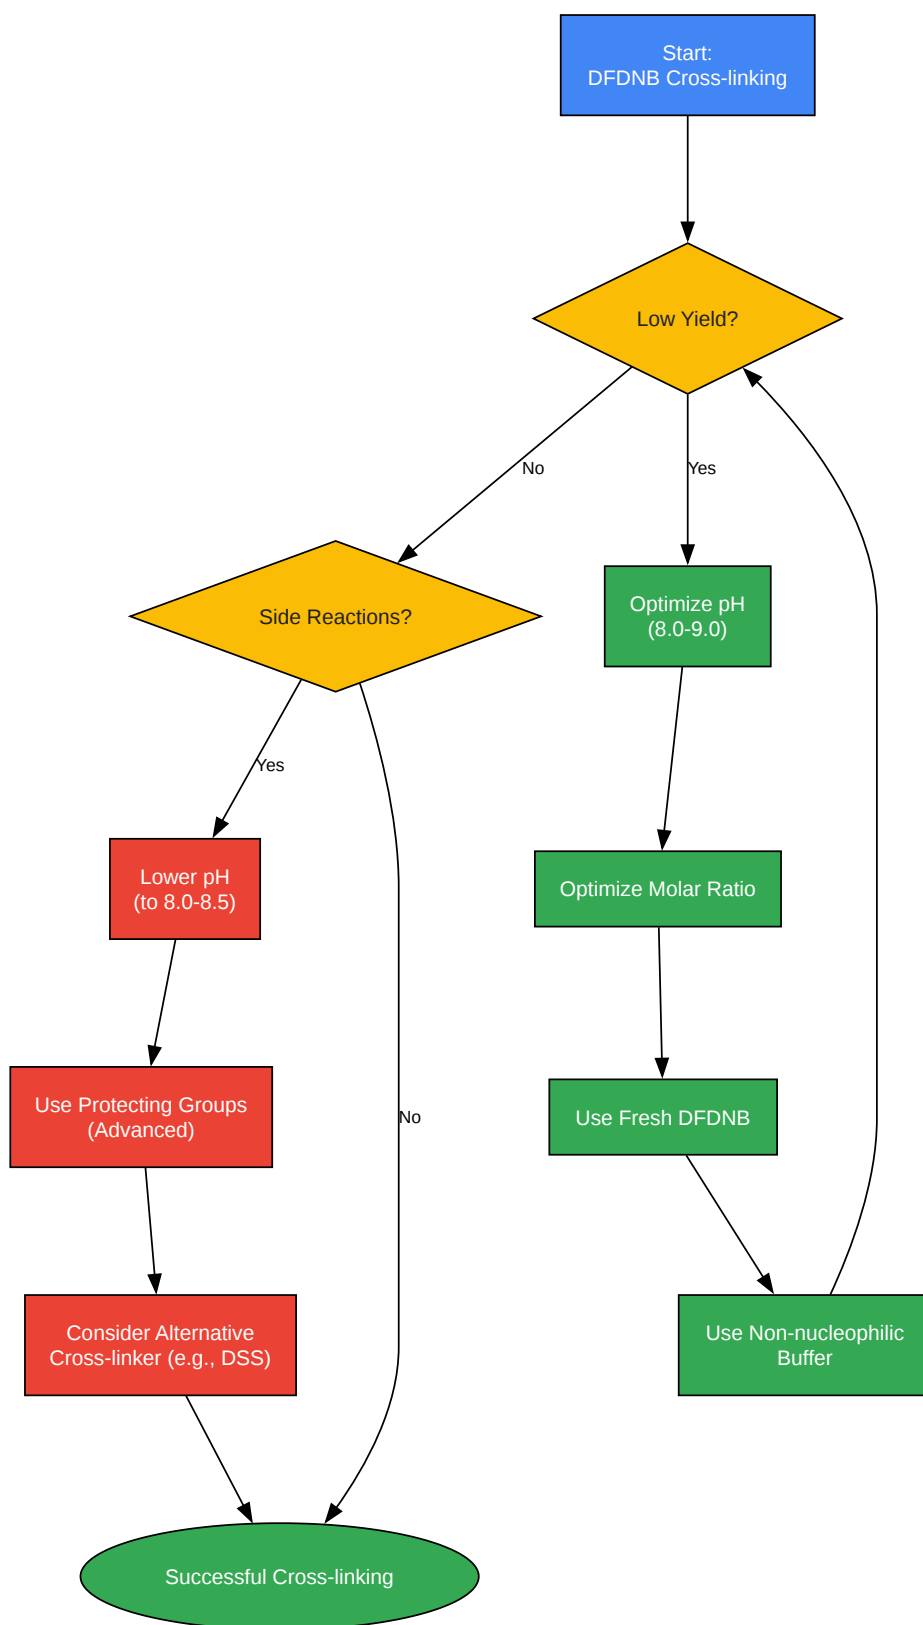 Start:
DFDNB Cross-linking
Low Yield?
No
Yes
Side Reactions?
Optimize pH
(8.0-9.0)
Yes
Lower pH
(to 8.0-8.5)
Optimize Molar Ratio
Use Protecting Groups
(Advanced)
No
Use Fresh DFDNB
Consider Alternative
Cross-linker (e.g., DSS)
Use Non-nucleophilic
Buffer
Successful Cross-linking